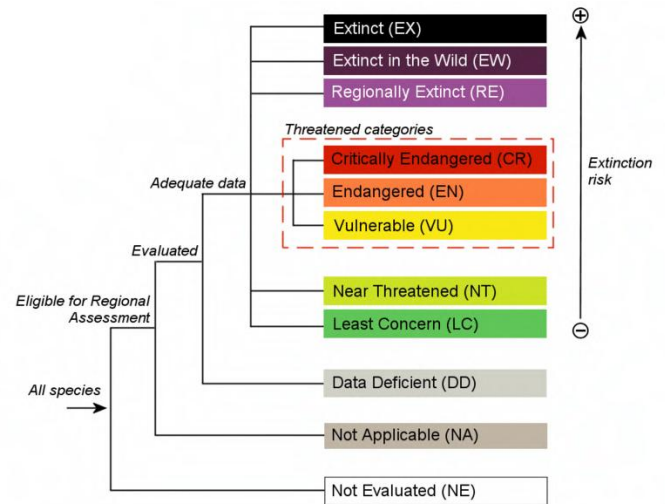 Extinct (EX)
Extinct in the Wild (EW)
Regionally Extinct (RE)
Threatened categories
Critically Endangered (CR)
Extinction
risk
Adequate data
Endangered (EN)
Vulnerable (VU)
Evaluated
Near Threatened (NT)
Eligible for Regional
Assessment
Least Concern (LC)
Data Deficient (DD)
All species
Not Applicable (NA)
Not Evaluated (NE)